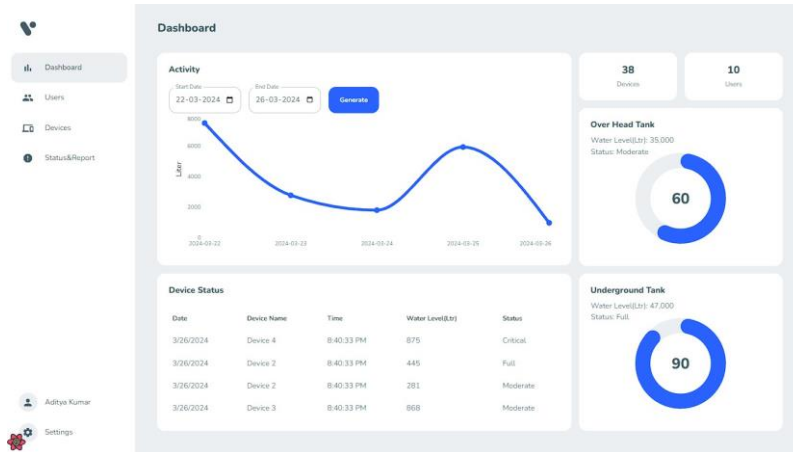 Dashboard
Dashboard
Users
Devices
Status&Report
Aditya Kumar
Settings
Activity
Start Date
22-03-2024
End Date
26-03-2024
Generate
Liter
8000
6000
4000
2000
0
2024-03-22 2024-03-23 2024-03-24 2024-03-25 2024-03-26
38
Devices
10
Users
Over Head Tank
Water Level(Ltr): 35,000
Status: Moderate
60
Device Status
Date Device Name Time Water Level(Ltr) Status
3/26/2024 Device 4 8:40:33 PM 875 Critical
3/26/2024 Device 2 8:40:33 PM 445 Full
3/26/2024 Device 2 8:40:33 PM 281 Moderate
3/26/2024 Device 3 8:40:33 PM 868 Moderate
Underground Tank
Water Level(Ltr): 47,000
Status: Full
90